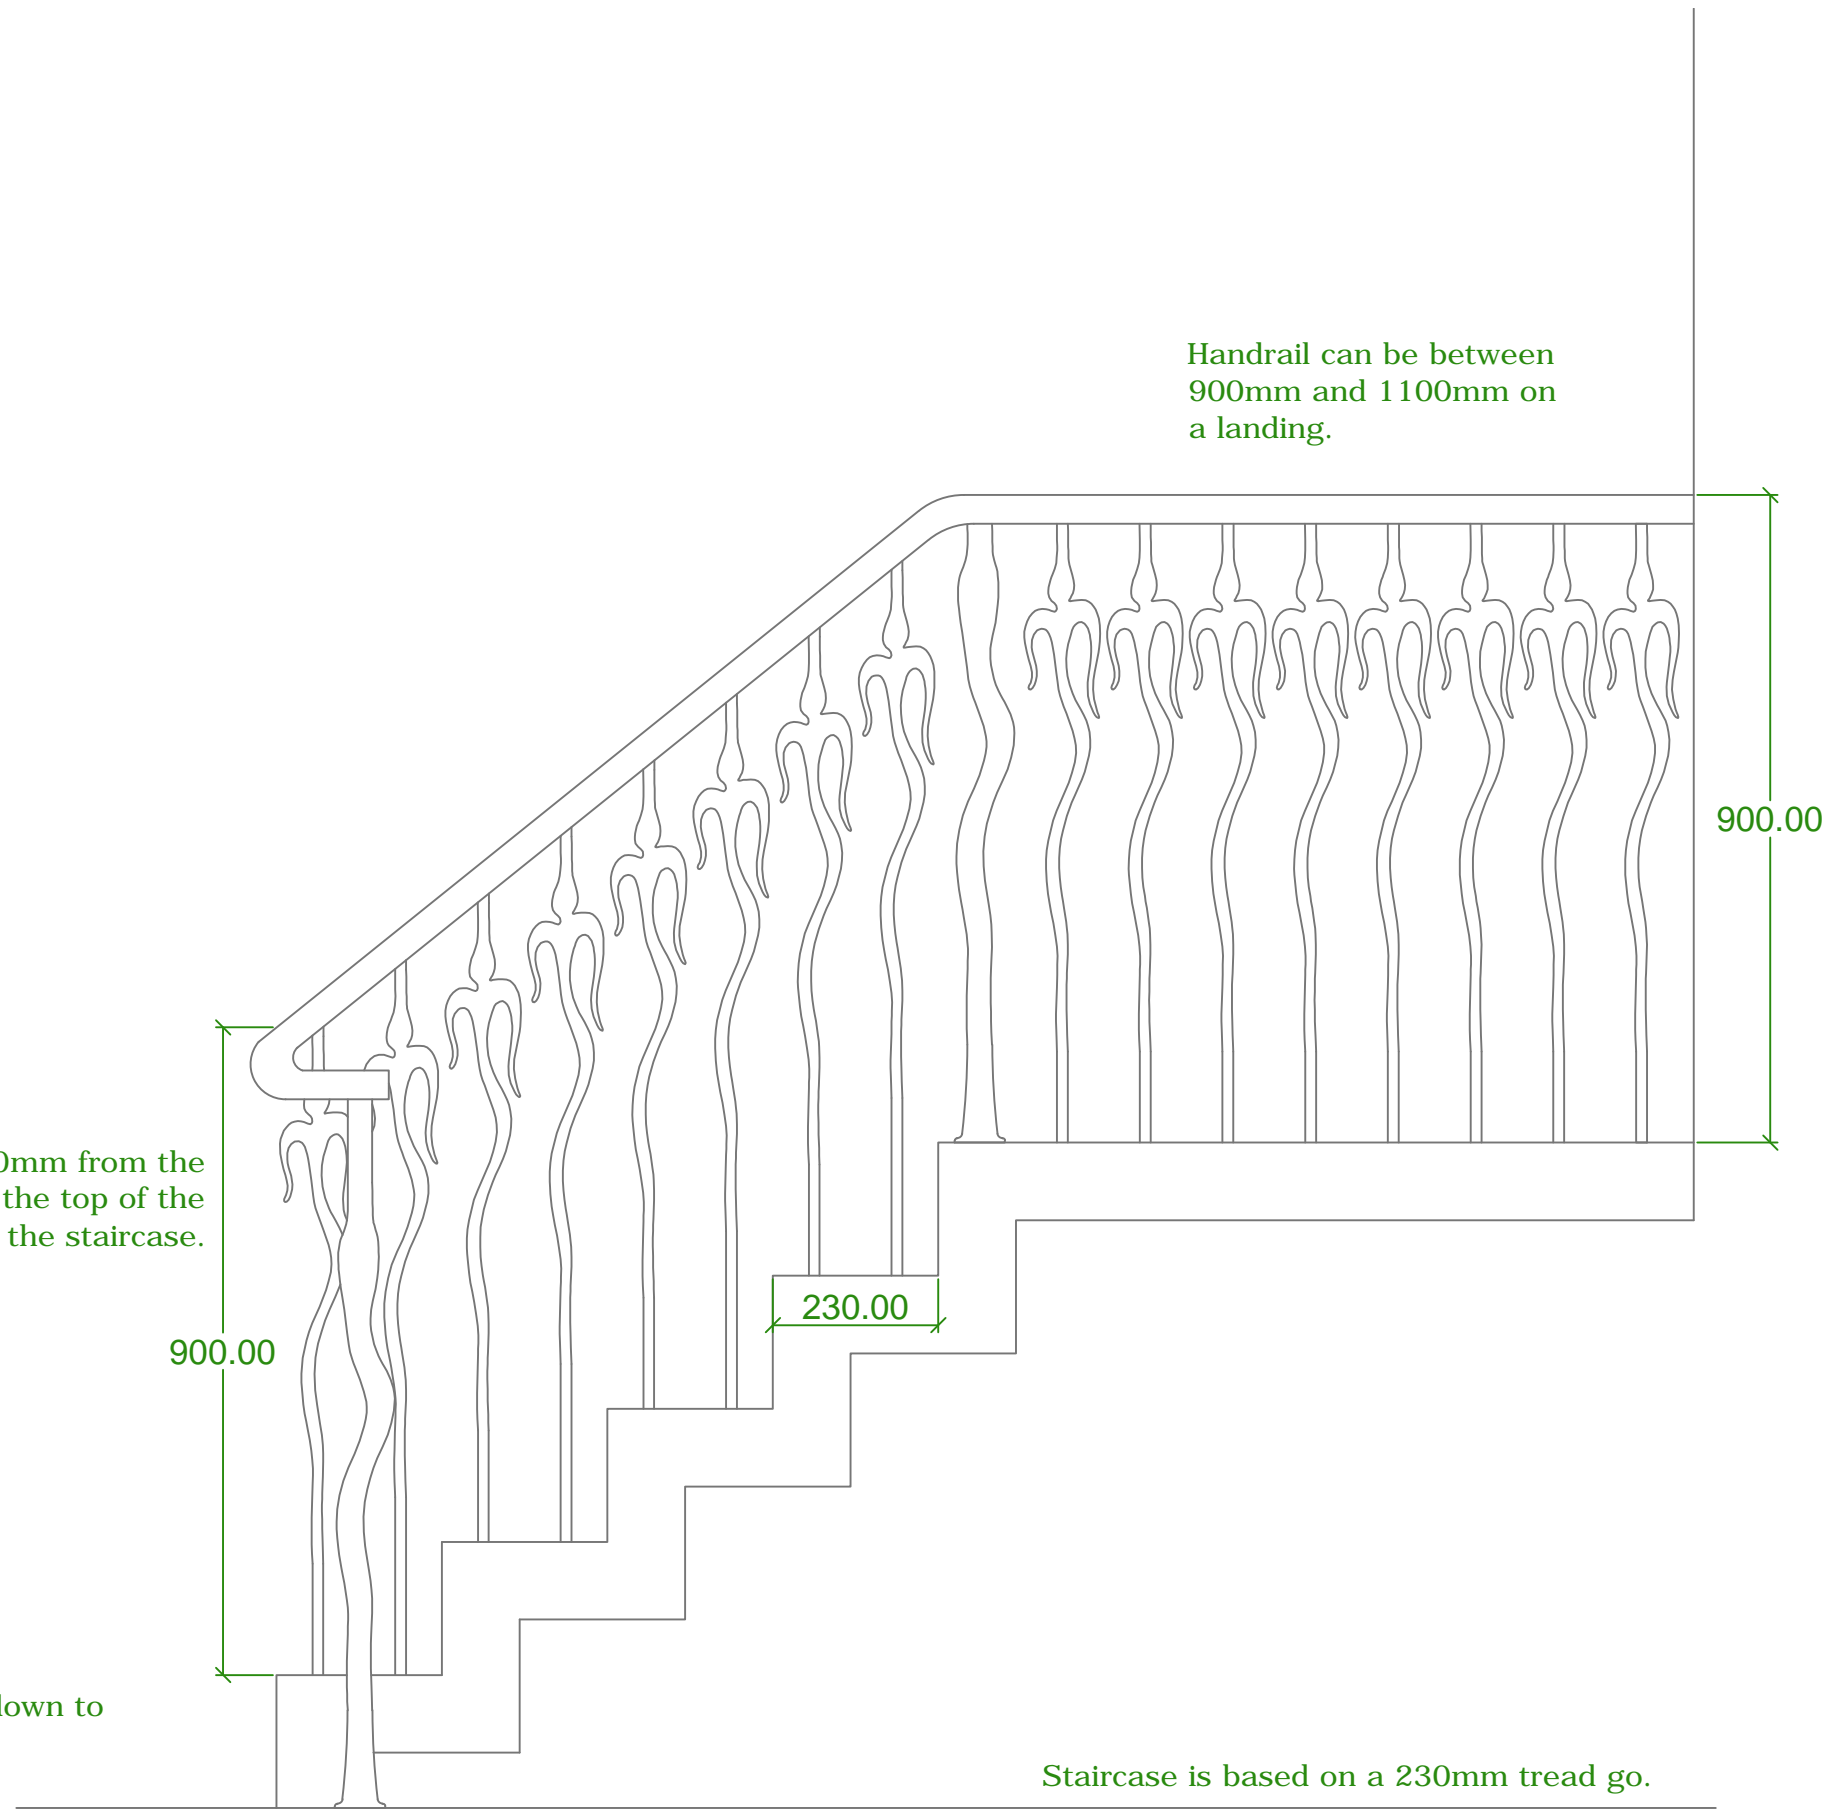 Handrail can be between
900mm and 1100mm on
a landing.
900.00
0mm from the
the top of the
the staircase.
230.00
900.00
down to
Staircase is based on a 230mm tread go.